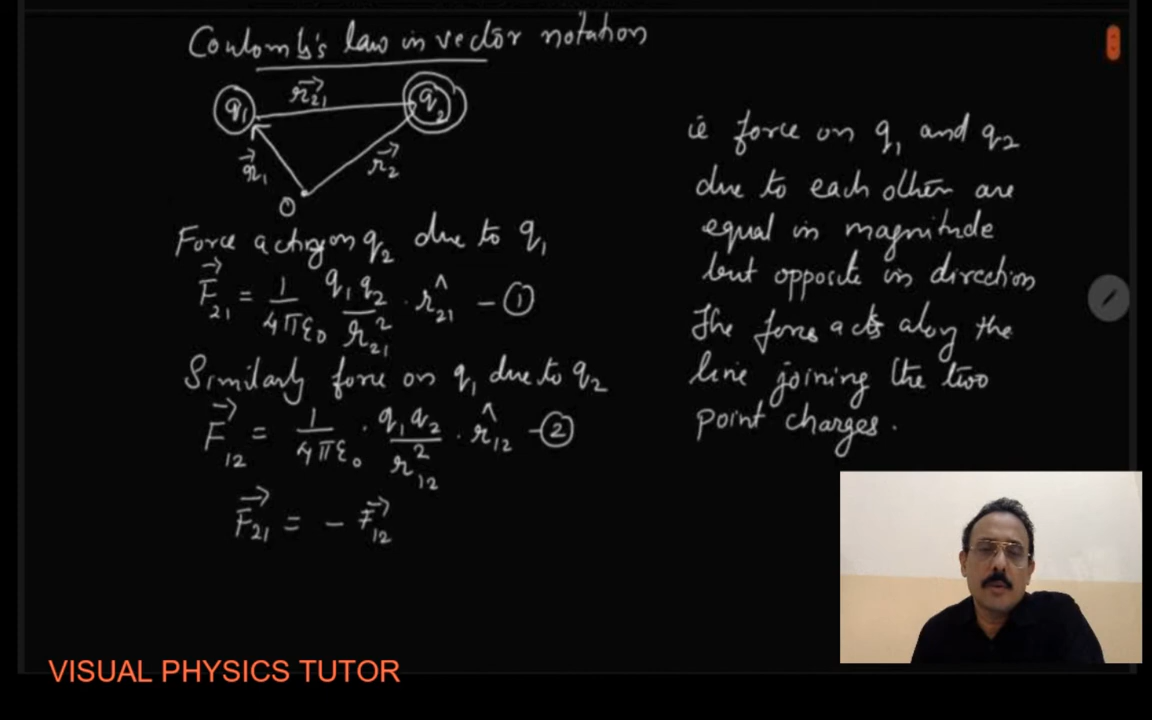 Coulomb's law in vector notation
q₁ r⃗₂₁ q₂
r⃗₁ r⃗₂
O
Force acting on q₂ due to q₁
F⃗₂₁ = 1/4πε₀ q₁q₂/r₂₁² · r̂₂₁ – ①
Similarly force on q₁ due to q₂
F⃗₁₂ = 1/4πε₀ · q₁q₂/r₁₂² · r̂₁₂ – ②
F⃗₂₁ = – F⃗₁₂
ie force on q₁ and q₂
due to each other are
equal in magnitude
but opposite in direction
The force acts along the
line joining the two
point charges.
VISUAL PHYSICS TUTOR